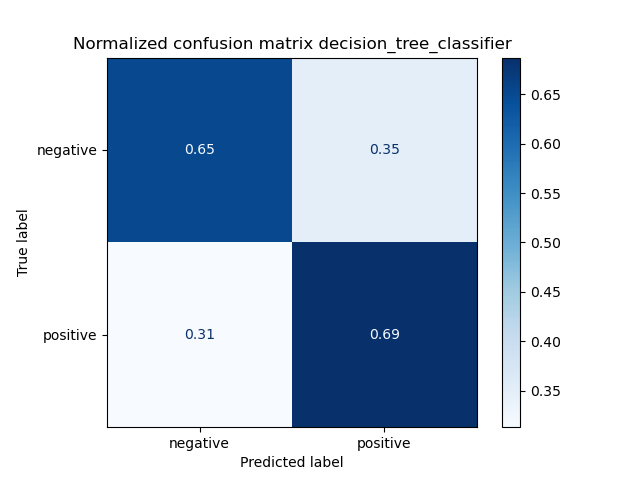 Normalized confusion matrix decision_tree_classifier
True label
negative
0.65
0.35
positive
0.31
0.69
negative
positive
Predicted label
0.65
0.60
0.55
0.50
0.45
0.40
0.35